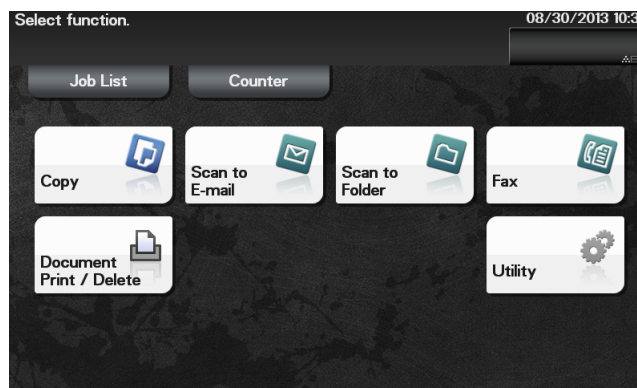 Select function.
08/30/2013 10:3
Job List
Counter
Copy
Scan to
E-mail
Scan to
Folder
Fax
Document
Print / Delete
Utility